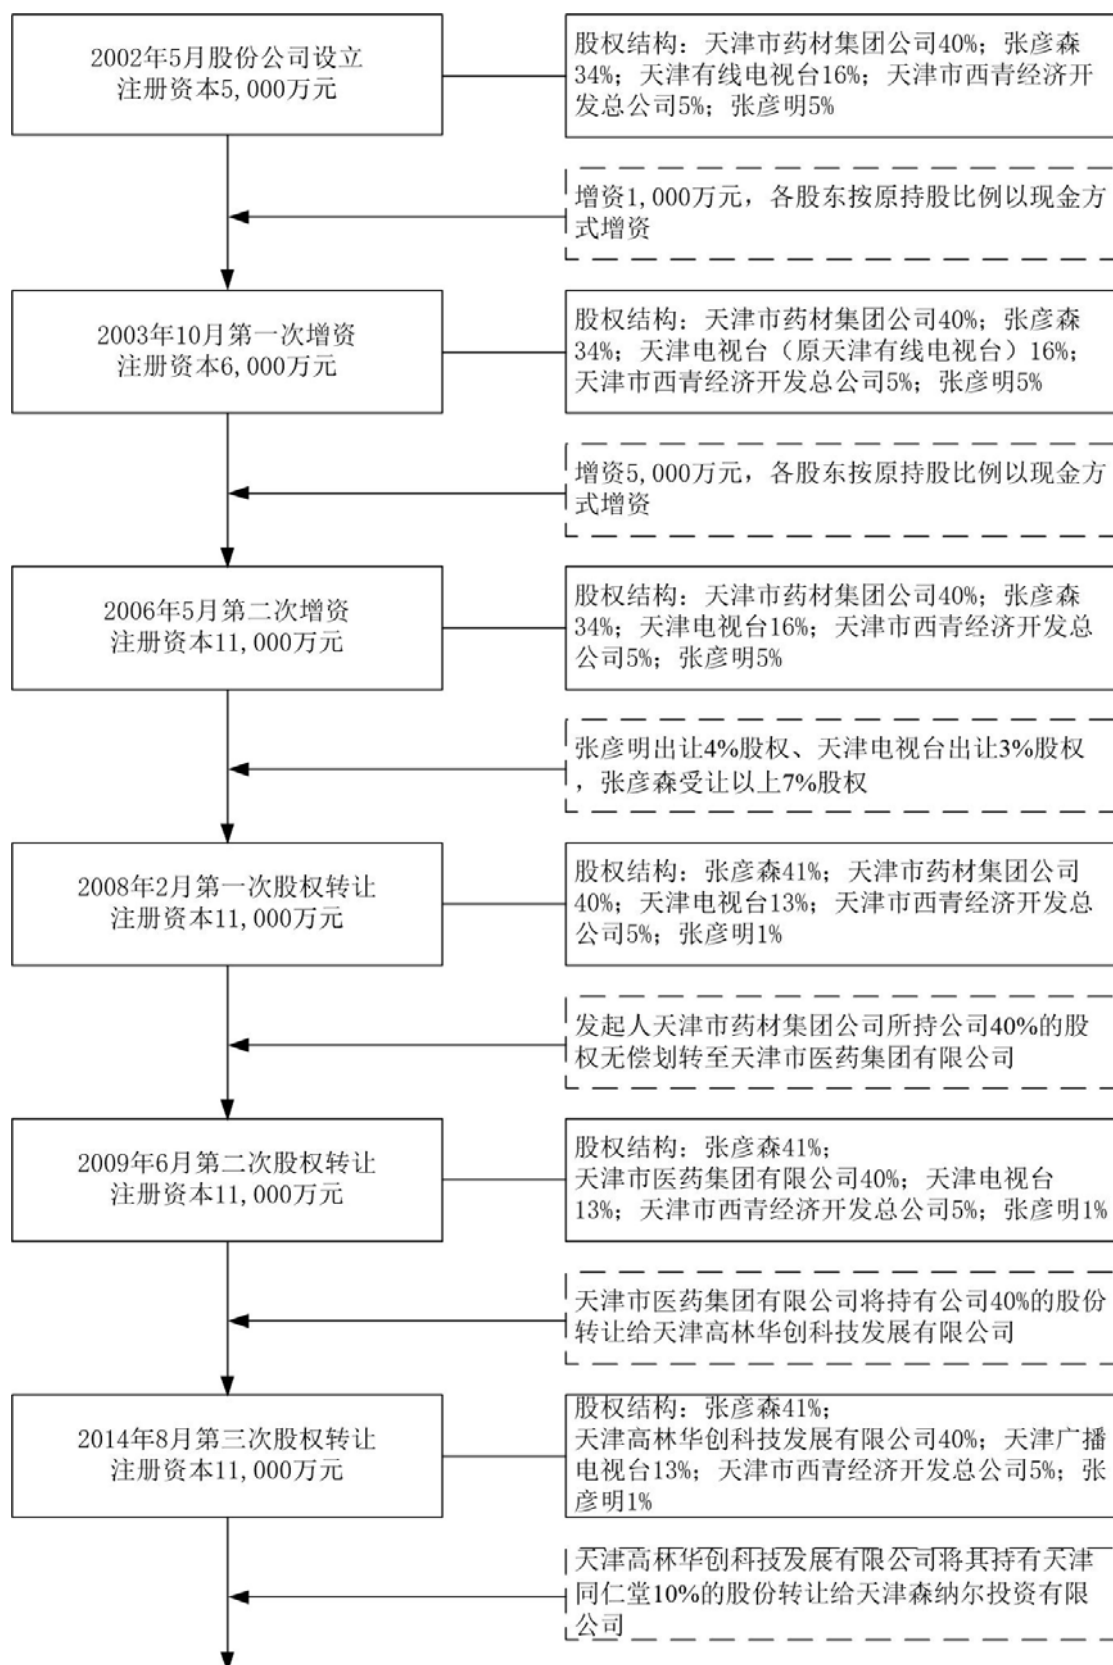 2002年5月股份公司设立
注册资本5,000万元
股权结构：天津市药材集团公司40%；张彦森
34%；天津有线电视台16%；天津市西青经济开
发总公司5%；张彦明5%
增资1,000万元，各股东按原持股比例以现金方
式增资
2003年10月第一次增资
注册资本6,000万元
股权结构：天津市药材集团公司40%；张彦森
34%；天津电视台（原天津有线电视台）16%；
天津市西青经济开发总公司5%；张彦明5%
增资5,000万元，各股东按原持股比例以现金方
式增资
2006年5月第二次增资
注册资本11,000万元
股权结构：天津市药材集团公司40%；张彦森
34%；天津电视台16%；天津市西青经济开发总
公司5%；张彦明5%
张彦明出让4%股权、天津电视台出让3%股权
，张彦森受让以上7%股权
2008年2月第一次股权转让
注册资本11,000万元
股权结构：张彦森41%；天津市药材集团公司
40%；天津电视台13%；天津市西青经济开发总
公司5%；张彦明1%
发起人天津市药材集团公司所持公司40%的股
权无偿划转至天津市医药集团有限公司
2009年6月第二次股权转让
注册资本11,000万元
股权结构：张彦森41%；
天津市医药集团有限公司40%；天津电视台
13%；天津市西青经济开发总公司5%；张彦明1%
天津市医药集团有限公司将持有公司40%的股份
转让给天津高林华创科技发展有限公司
2014年8月第三次股权转让
注册资本11,000万元
股权结构：张彦森41%；
天津高林华创科技发展有限公司40%；天津广播
电视台13%；天津市西青经济开发总公司5%；张
彦明1%
天津高林华创科技发展有限公司将其持有天津
同仁堂10%的股份转让给天津森纳尔投资有限
公司